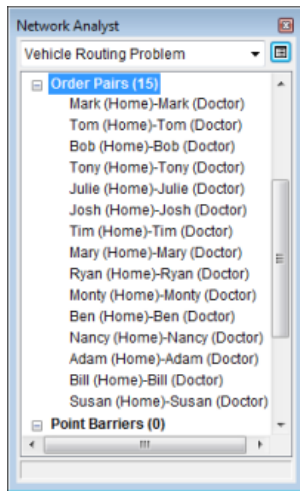 Network Analyst
Vehicle Routing Problem
Order Pairs (15)
Mark (Home)-Mark (Doctor)
Tom (Home)-Tom (Doctor)
Bob (Home)-Bob (Doctor)
Tony (Home)-Tony (Doctor)
Julie (Home)-Julie (Doctor)
Josh (Home)-Josh (Doctor)
Tim (Home)-Tim (Doctor)
Mary (Home)-Mary (Doctor)
Ryan (Home)-Ryan (Doctor)
Monty (Home)-Monty (Doctor)
Ben (Home)-Ben (Doctor)
Nancy (Home)-Nancy (Doctor)
Adam (Home)-Adam (Doctor)
Bill (Home)-Bill (Doctor)
Susan (Home)-Susan (Doctor)
Point Barriers (0)